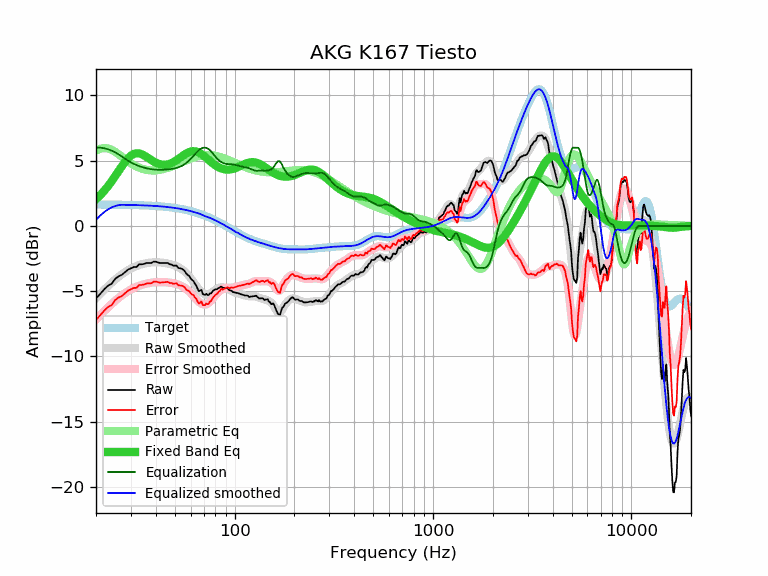 AKG K167 Tiesto
Amplitude (dBr)
10
5
0
−5
−10
−15
−20
Target
Raw Smoothed
Error Smoothed
Raw
Error
Parametric Eq
Fixed Band Eq
Equalization
Equalized smoothed
100
1000
10000
Frequency (Hz)